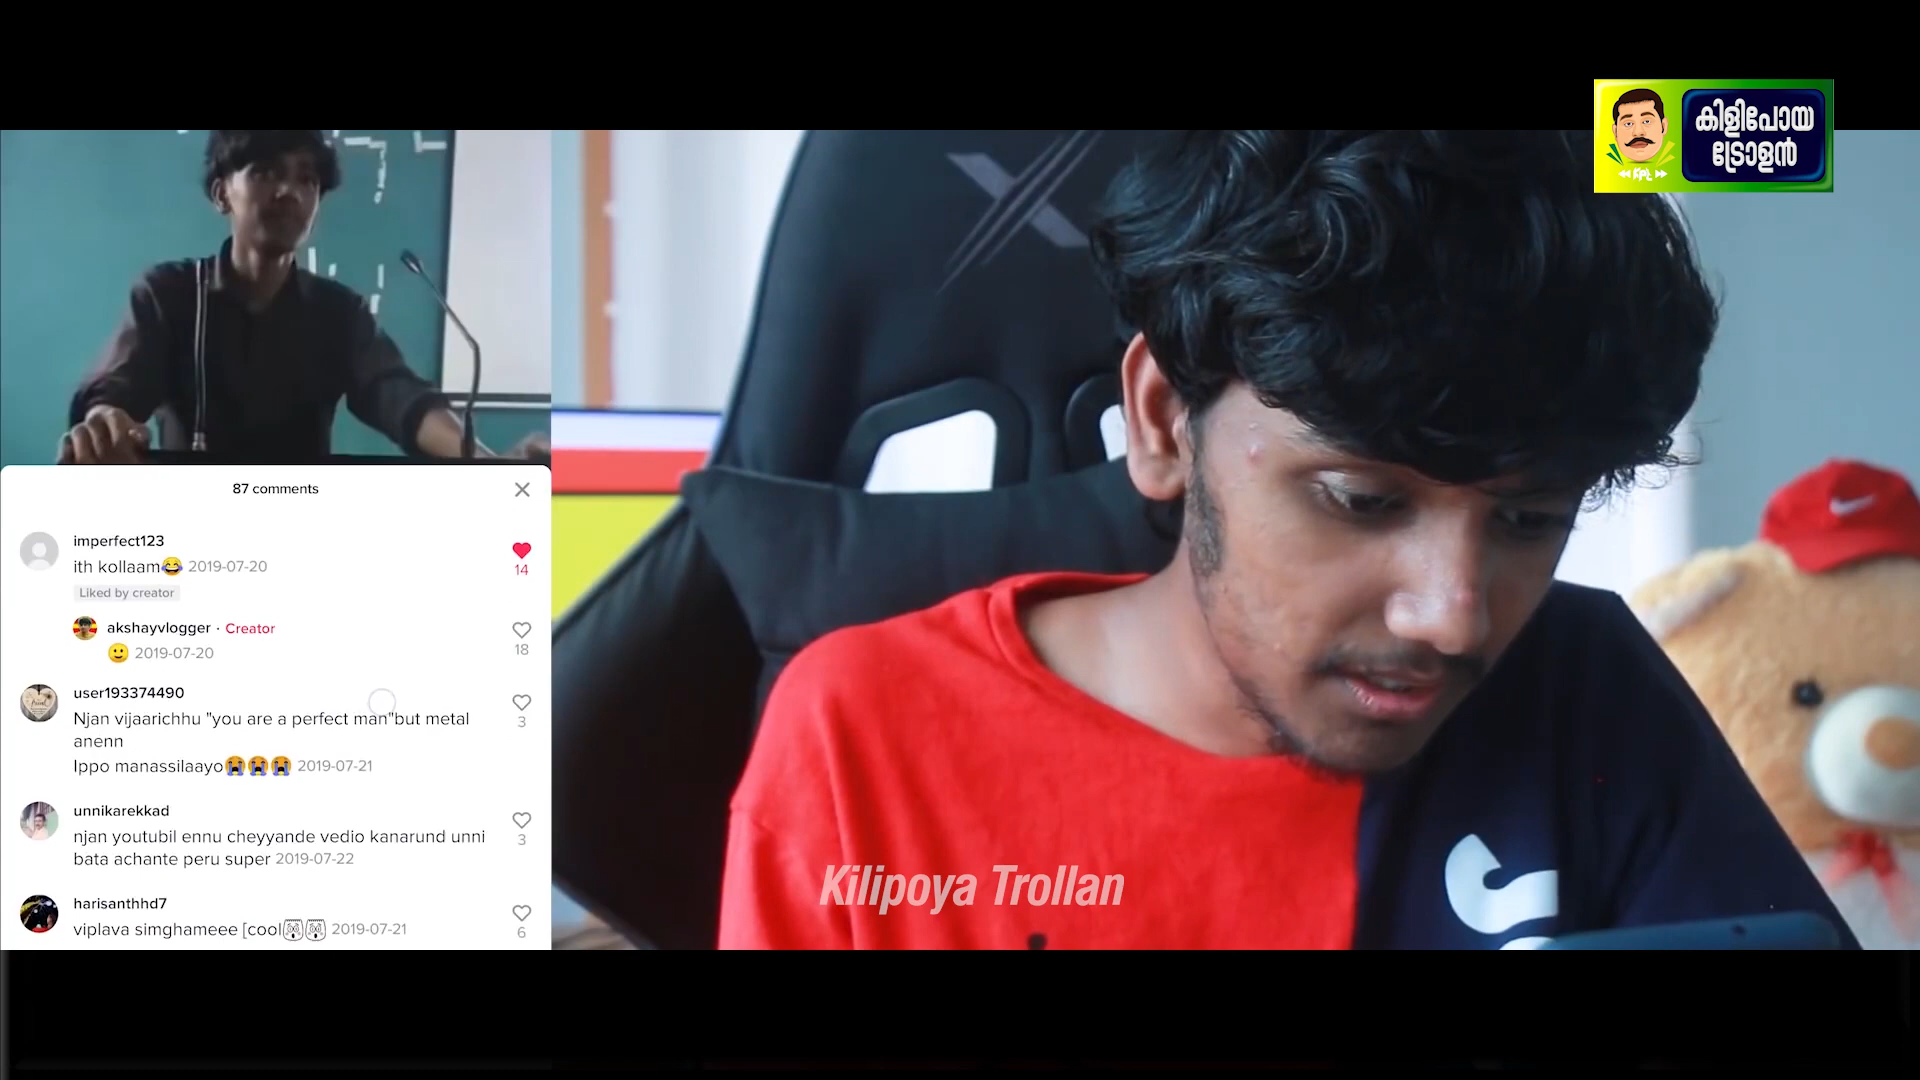 കിളിപോയ
ട്രോളൻ
KPL
87 comments
imperfect123
ith kollaam😂 2019-07-20
14
Liked by creator
akshayvlogger · Creator
🙂 2019-07-20
18
user193374490
Njan vijaarichhu "you are a perfect man"but metal
anenn
Ippo manassilaayo😭😭😭 2019-07-21
3
unnikarekkad
njan youtubil ennu cheyyande vedio kanarund unni
bata achante peru super 2019-07-22
3
harisanthhd7
viplava simghameee [cool 2019-07-21
6
Kilipoya Trollan